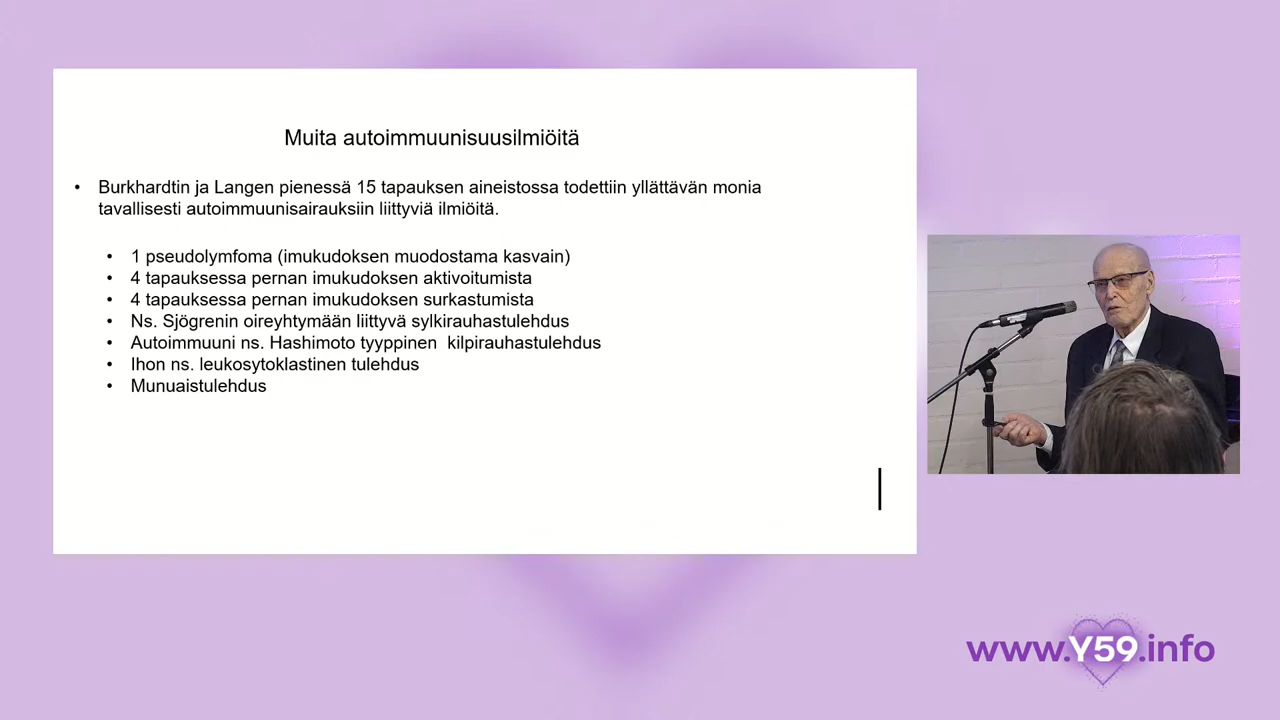 Muita autoimmuunisuusilmiöitä
• Burkhardtin ja Langen pienessä 15 tapauksen aineistossa todettiin yllättävän monia
tavallisesti autoimmuunisairauksiin liittyviä ilmiöitä.
• 1 pseudolymfoma (imukudoksen muodostama kasvain)
• 4 tapauksessa pernan imukudoksen aktivoitumista
• 4 tapauksessa pernan imukudoksen surkastumista
• Ns. Sjögrenin oireyhtymään liittyvä sylkirauhastulehdus
• Autoimmuuni ns. Hashimoto tyyppinen kilpirauhastulehdus
• Ihon ns. leukosytoklastinen tulehdus
• Munuaistulehdus
www.Y59.info